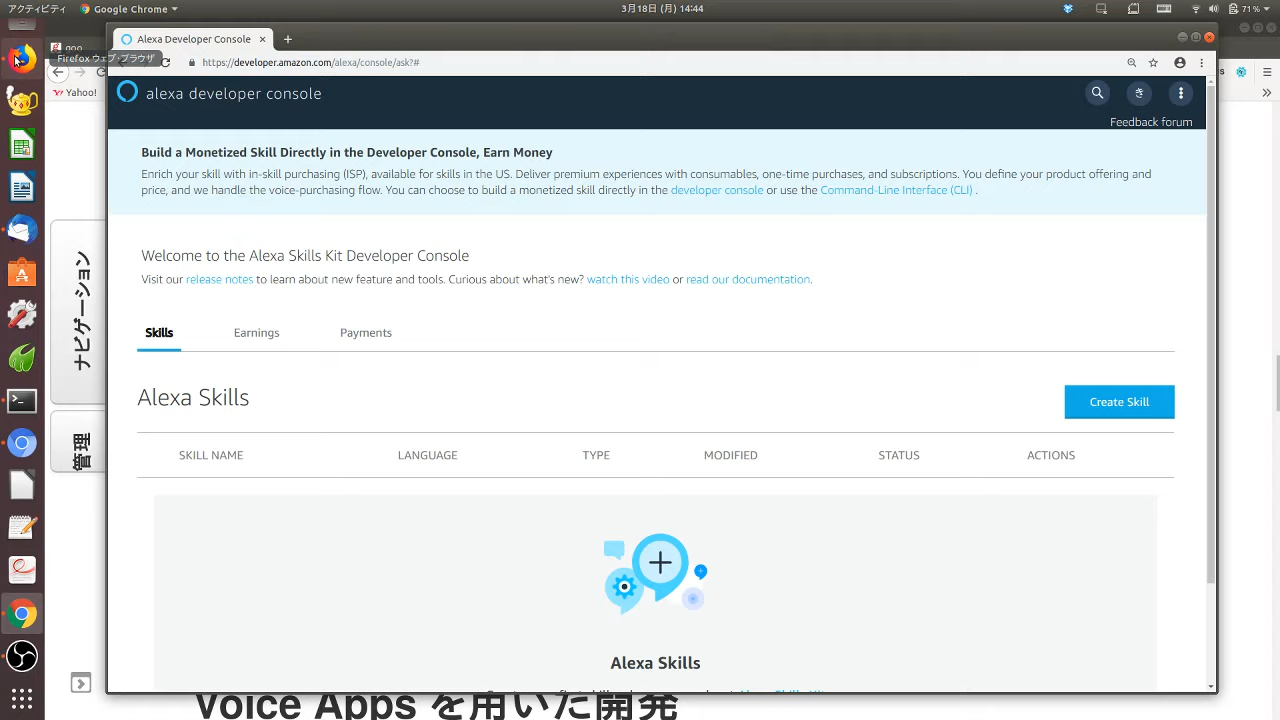 アクティビティ
Google Chrome
3月18日 (月) 14:44
71%
Alexa Developer Console
goo
Firefox ウェブ・ブラウザ
https://developer.amazon.com/alexa/console/ask?#
Yahoo!
alexa developer console
き
Feedback forum
Build a Monetized Skill Directly in the Developer Console, Earn Money
Enrich your skill with in-skill purchasing (ISP), available for skills in the US. Deliver premium experiences with consumables, one-time purchases, and subscriptions. You define your product offering and
price, and we handle the voice-purchasing flow. You can choose to build a monetized skill directly in the developer console or use the Command-Line Interface (CLI) .
Welcome to the Alexa Skills Kit Developer Console
Visit our release notes to learn about new feature and tools. Curious about what's new? watch this video or read our documentation.
ナビゲーション
Skills
Earnings
Payments
Alexa Skills
Create Skill
管理
SKILL NAME
LANGUAGE
TYPE
MODIFIED
STATUS
ACTIONS
Alexa Skills
Voice Apps を用いた開発